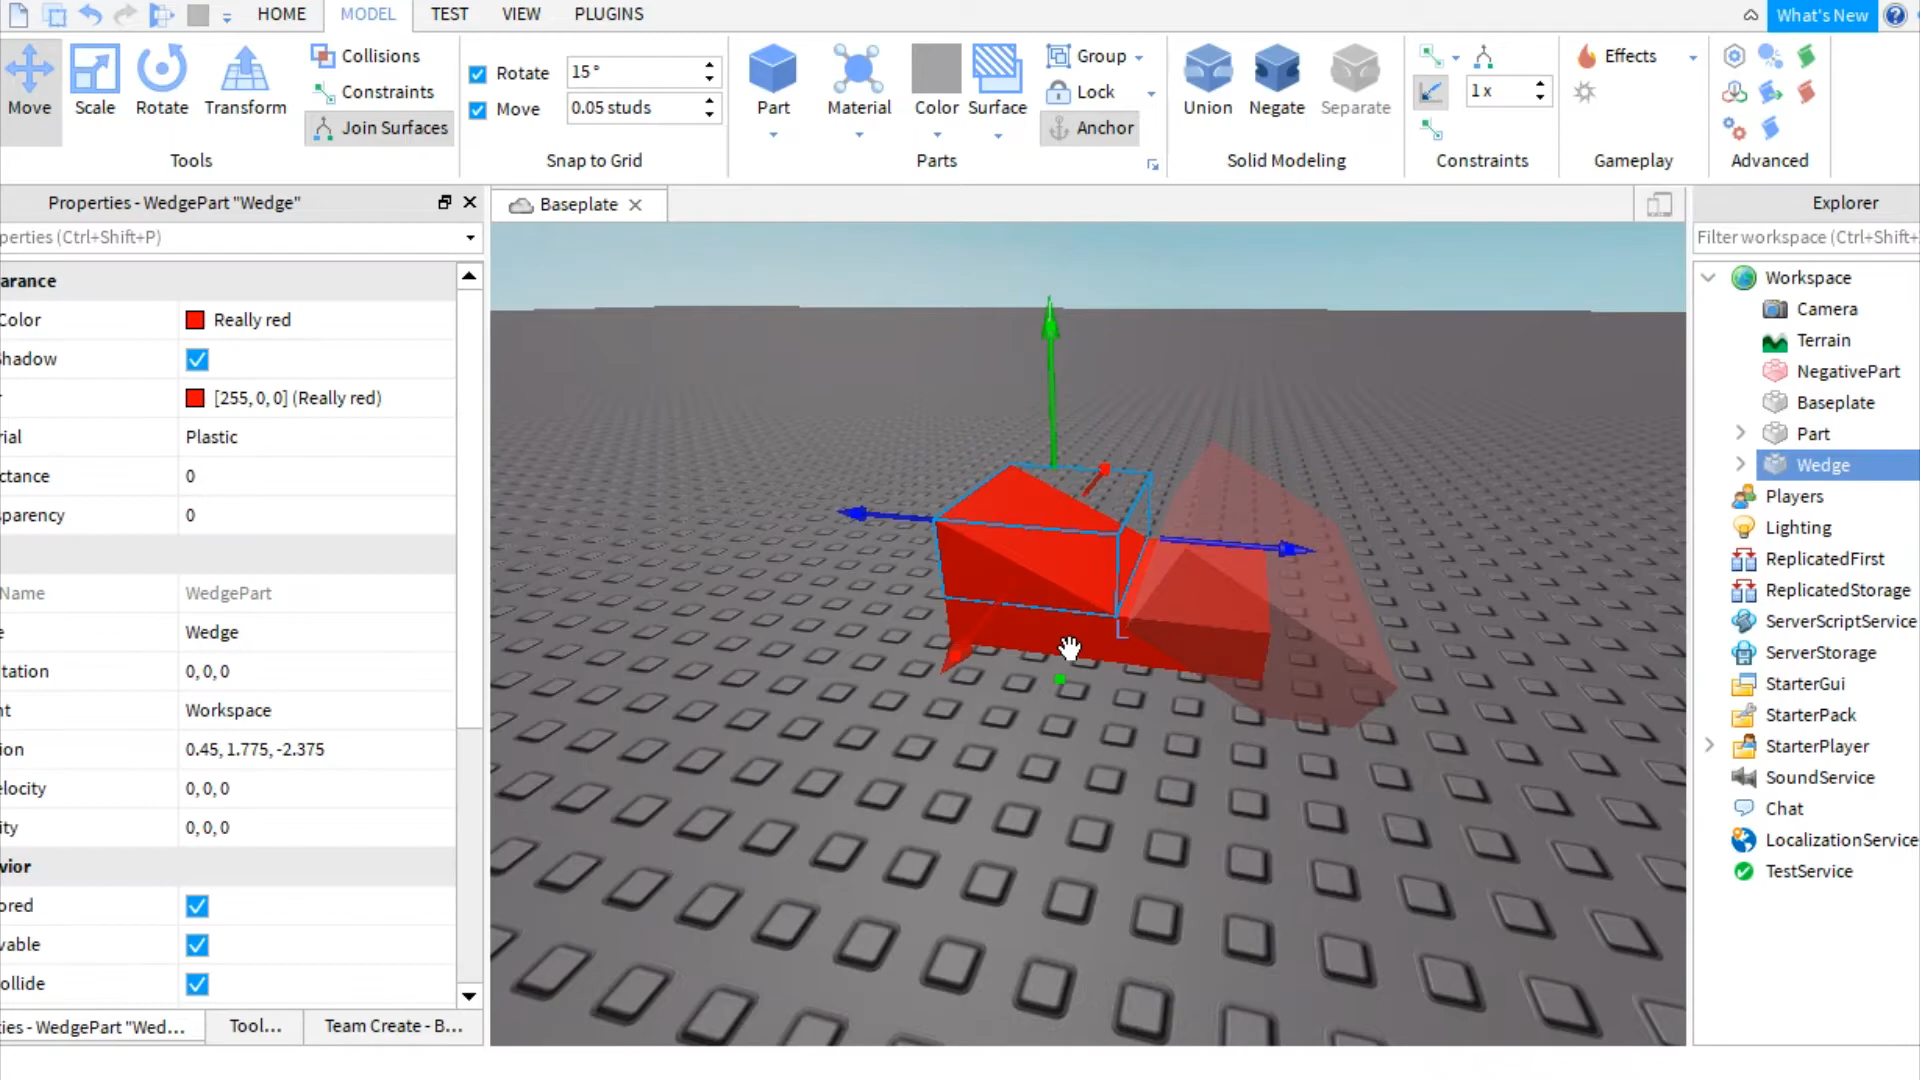 HOME MODEL TEST VIEW PLUGINS What's New
Move Scale Rotate Transform
Collisions
Constraints
Join Surfaces
Tools
Rotate 15°
Move 0.05 studs
Snap to Grid
Part Material Color Surface
Group
Lock
Anchor
Parts
Union Negate Separate
Solid Modeling
1 x
Constraints
Effects
Gameplay
Advanced
Properties - WedgePart "Wedge"
perties (Ctrl+Shift+P)
arance
Color Really red
Shadow
[255, 0, 0] (Really red)
rial Plastic
ctance 0
sparency 0
Name WedgePart
e Wedge
tation 0, 0, 0
nt Workspace
ion 0.45, 1.775, -2.375
elocity 0, 0, 0
ity 0, 0, 0
vior
ored
vable
ollide
ies - WedgePart "Wed... Tool... Team Create - B...
Baseplate
Explorer
Filter workspace (Ctrl+Shift+
Workspace
Camera
Terrain
NegativePart
Baseplate
Part
Wedge
Players
Lighting
ReplicatedFirst
ReplicatedStorage
ServerScriptService
ServerStorage
StarterGui
StarterPack
StarterPlayer
SoundService
Chat
LocalizationService
TestService